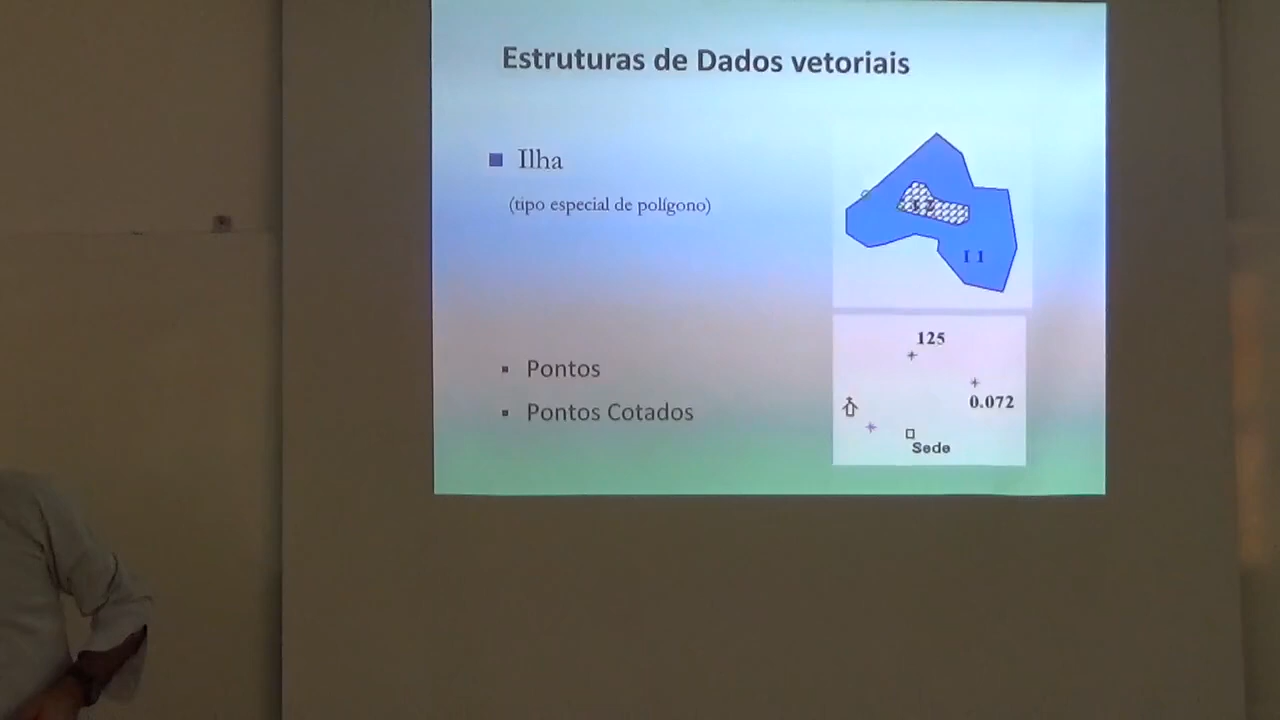 Estruturas de Dados vetoriais
Ilha
(tipo especial de polígono)
I 1
125
0.072
Sede
Pontos
Pontos Cotados